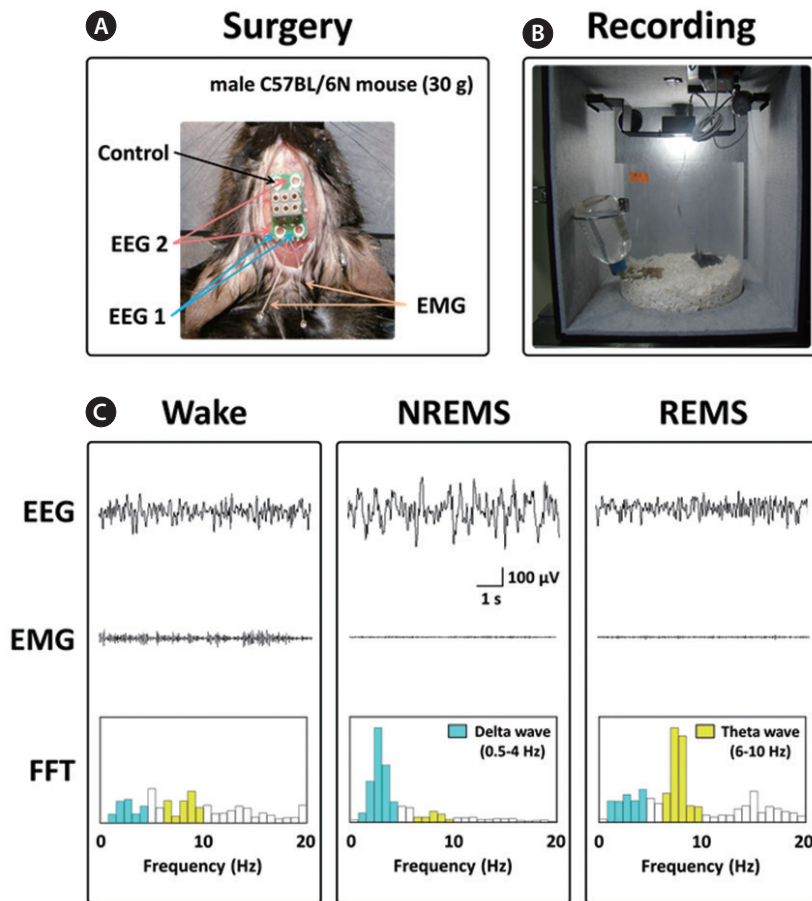 A Surgery
male C57BL/6N mouse (30 g)
Control
EEG 2
EEG 1
EMG
B Recording
C Wake
NREMS
REMS
EEG
100 µV
1 s
EMG
FFT
Delta wave
(0.5-4 Hz)
Theta wave
(6-10 Hz)
0 10 20
Frequency (Hz)
0 10 20
Frequency (Hz)
0 10 20
Frequency (Hz)